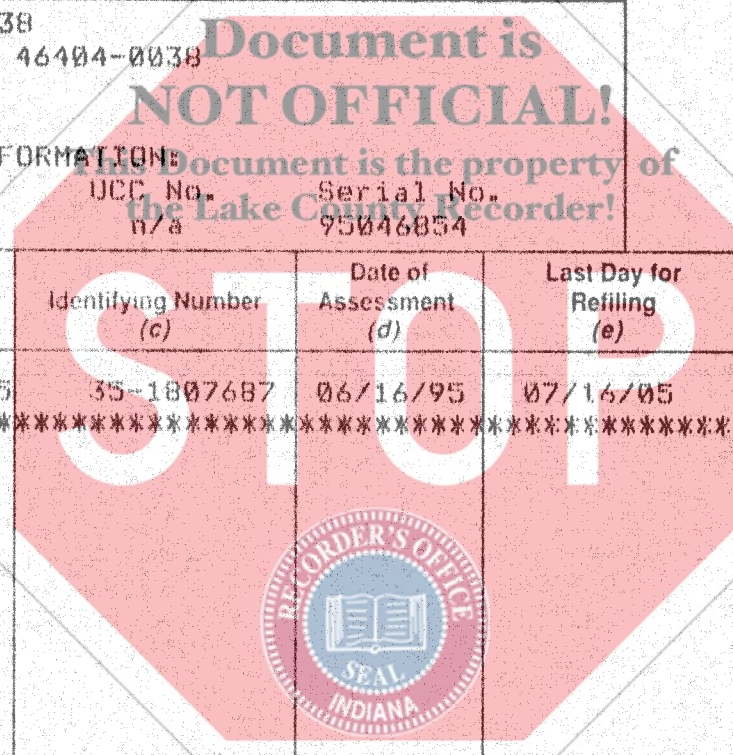 38
46404-0038
Document is
NOT OFFICIAL!
FORMATION:
This Document is the property of
UCC No. Serial No.
the Lake County Recorder!
n/a 95046854
Identifying Number
(c)
Date of
Assessment
(d)
Last Day for
Refiling
(e)
5 35-1807687 06/16/95 07/16/05
STOP
RECORDER'S OFFICE
SEAL
INDIANA